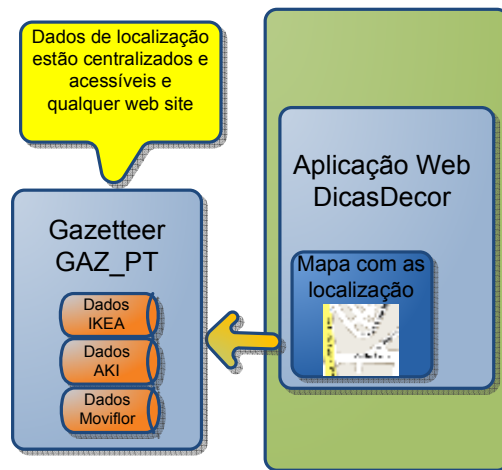 Dados de localização
estão centralizados e
acessíveis e
qualquer web site
Gazetteer
GAZ_PT
Dados
IKEA
Dados
AKI
Dados
Moviflor
Aplicação Web
DicasDecor
Mapa com as
localização